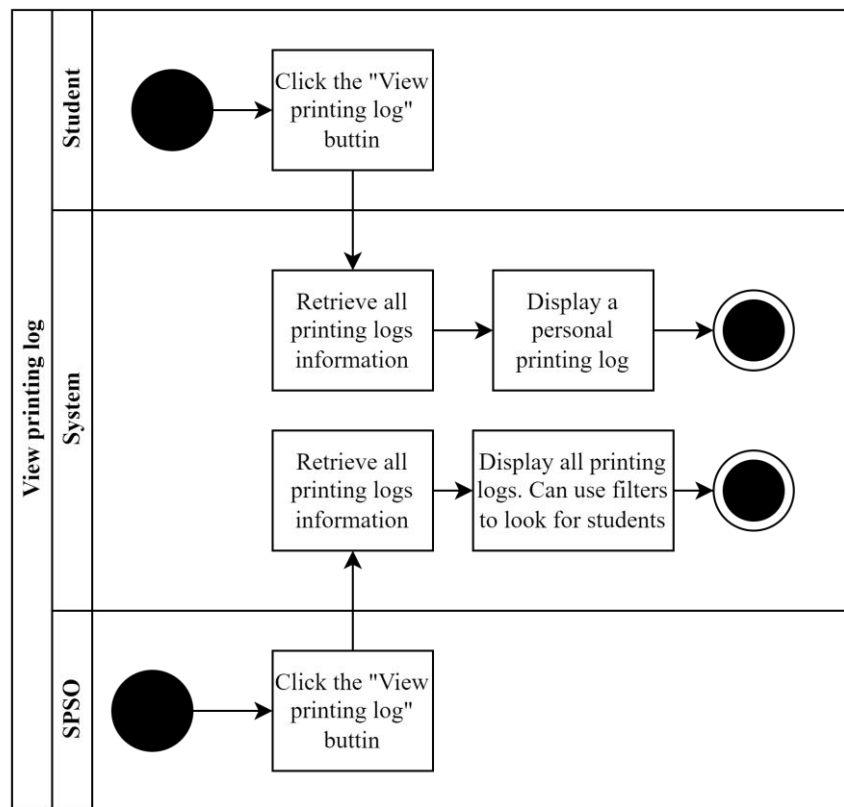 View printing log
Student
Click the "View
printing log"
buttin
System
Retrieve all
printing logs
information
Display a
personal
printing log
Retrieve all
printing logs
information
Display all printing
logs. Can use filters
to look for students
SPSO
Click the "View
printing log"
buttin